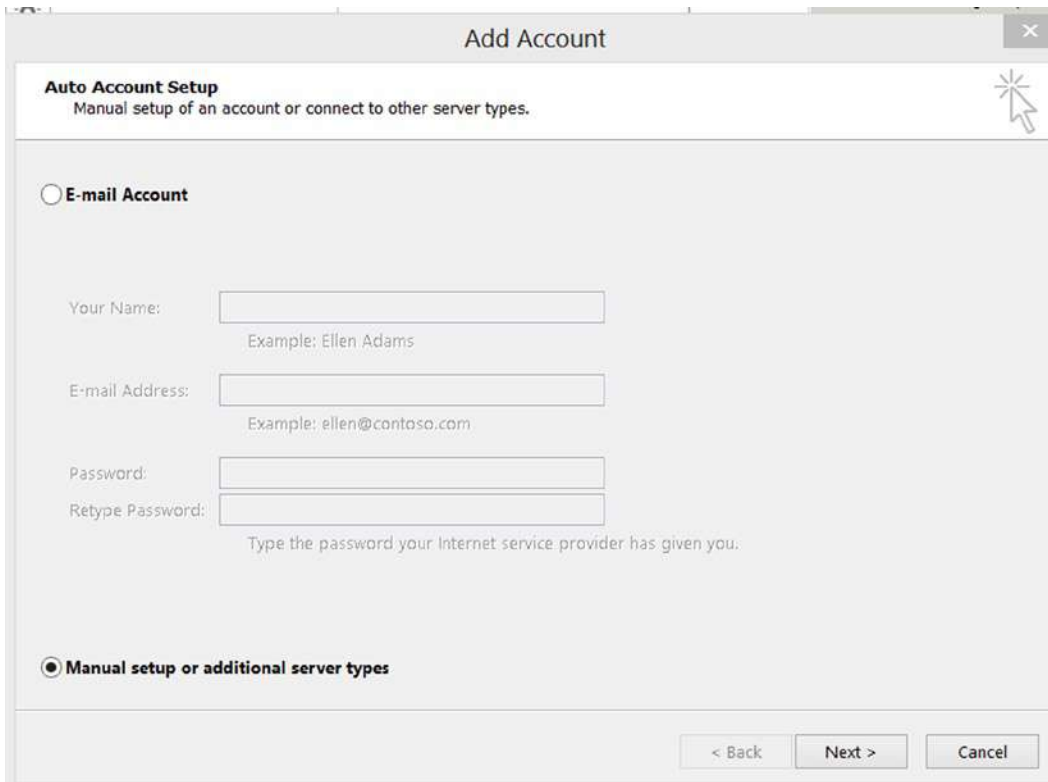 Add Account
Auto Account Setup
Manual setup of an account or connect to other server types.
E-mail Account
Your Name:
Example: Ellen Adams
E-mail Address:
Example: ellen@contoso.com
Password:
Retype Password:
Type the password your Internet service provider has given you.
Manual setup or additional server types
< Back Next > Cancel